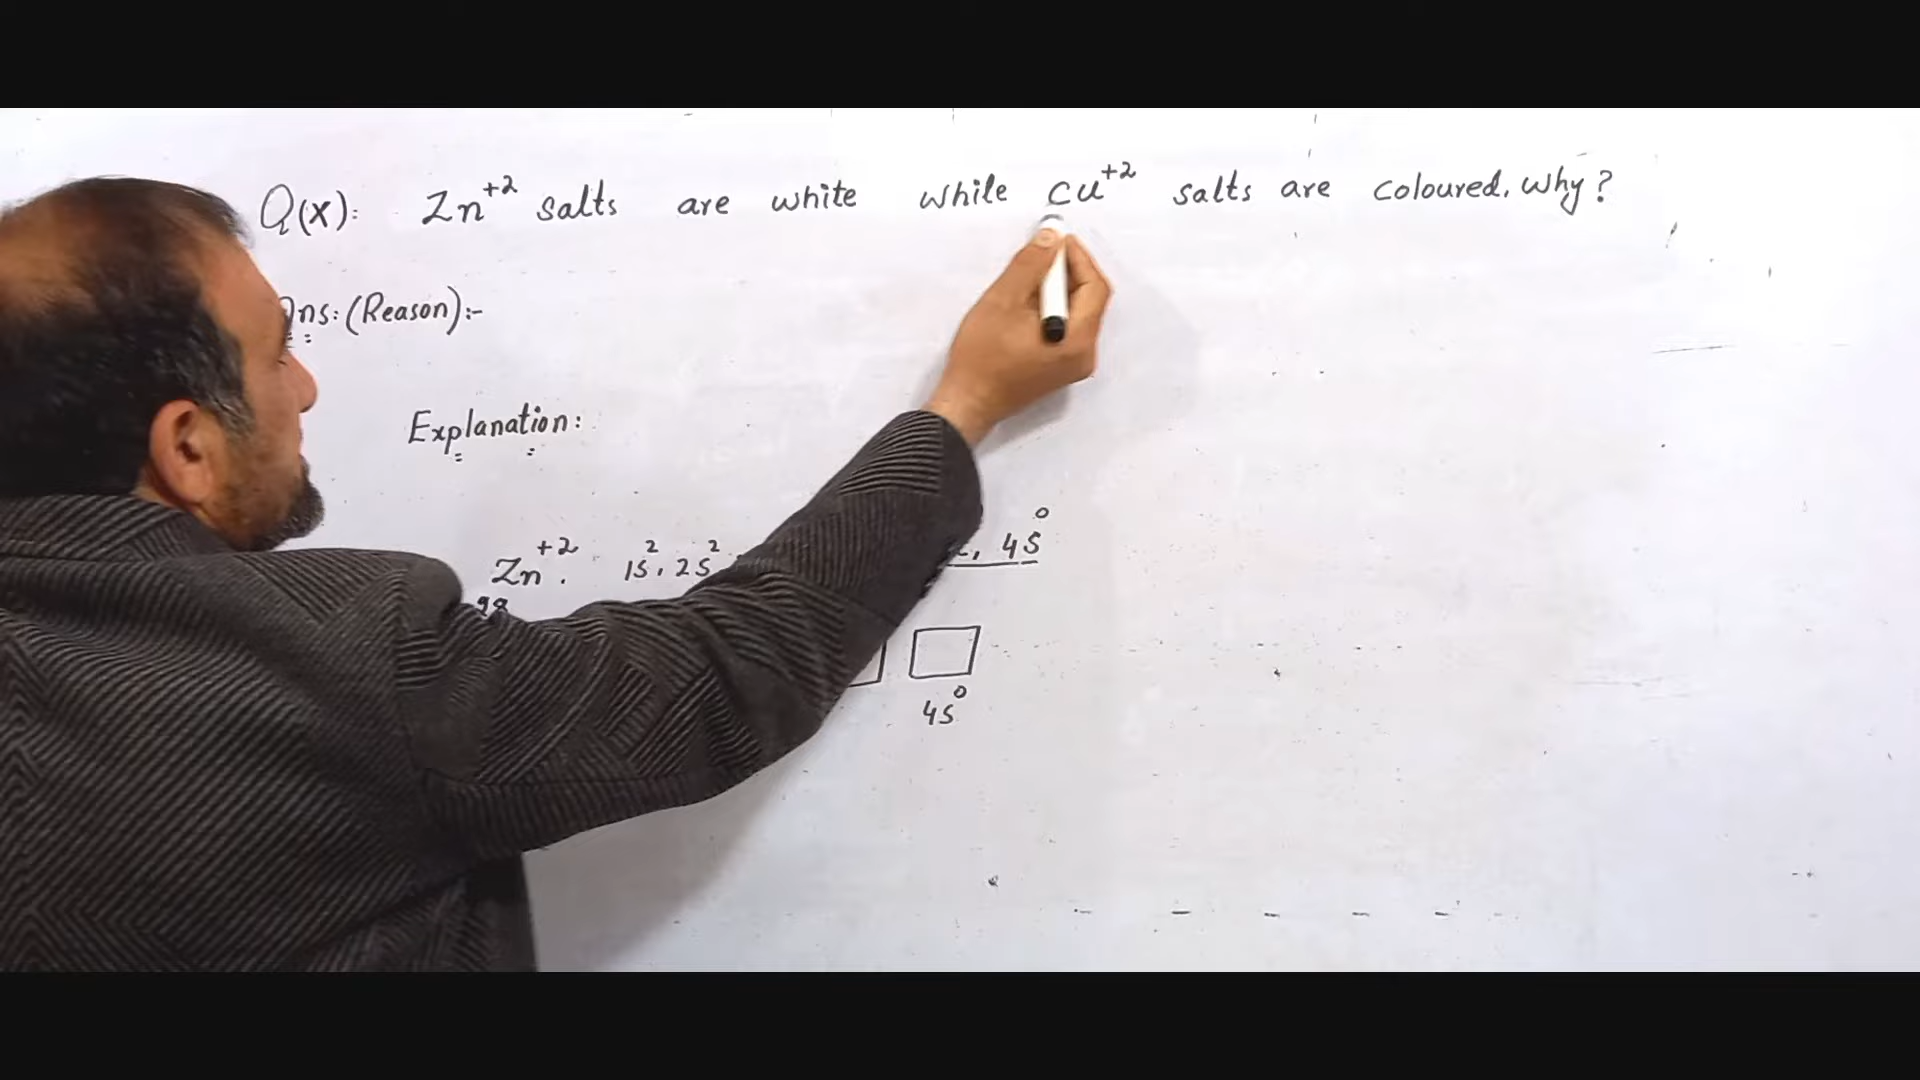 Q(x): Zn+2 salts are white while Cu+2 salts are coloured. Why?
Ans: (Reason):-
Explanation:
Zn+2. 1s2, 2s2 , 4s0
4s0